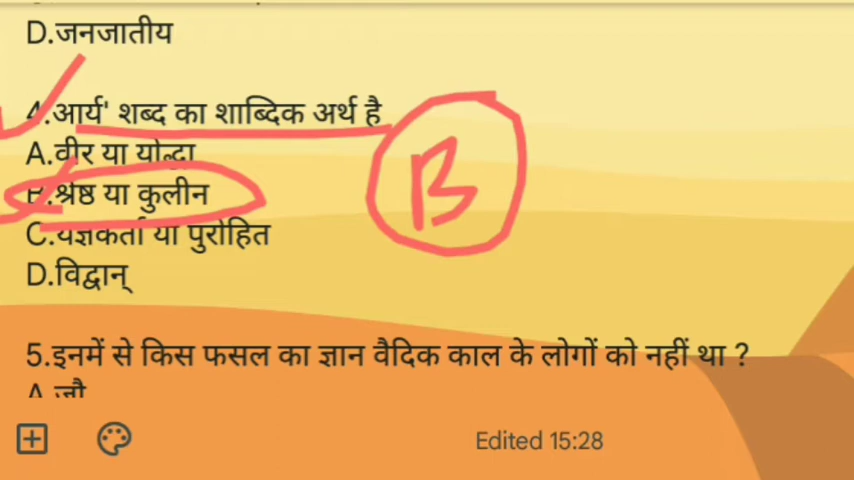 D.जनजातीय
4.आर्य' शब्द का शाब्दिक अर्थ है
A.वीर या योद्धा
B.श्रेष्ठ या कुलीन
B
C.यज्ञकर्ता या पुरोहित
D.विद्वान्
5.इनमें से किस फसल का ज्ञान वैदिक काल के लोगों को नहीं था ?
A.जौ
Edited 15:28